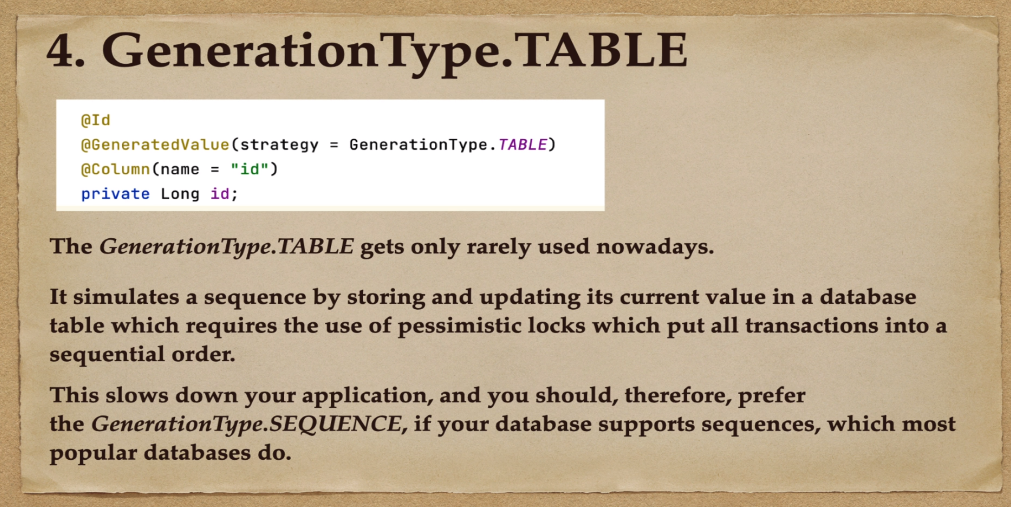 4. GenerationType.TABLE
@Id
@GeneratedValue(strategy = GenerationType.TABLE)
@Column(name = "id")
private Long id;
The GenerationType.TABLE gets only rarely used nowadays.
It simulates a sequence by storing and updating its current value in a database
table which requires the use of pessimistic locks which put all transactions into a
sequential order.
This slows down your application, and you should, therefore, prefer
the GenerationType.SEQUENCE, if your database supports sequences, which most
popular databases do.